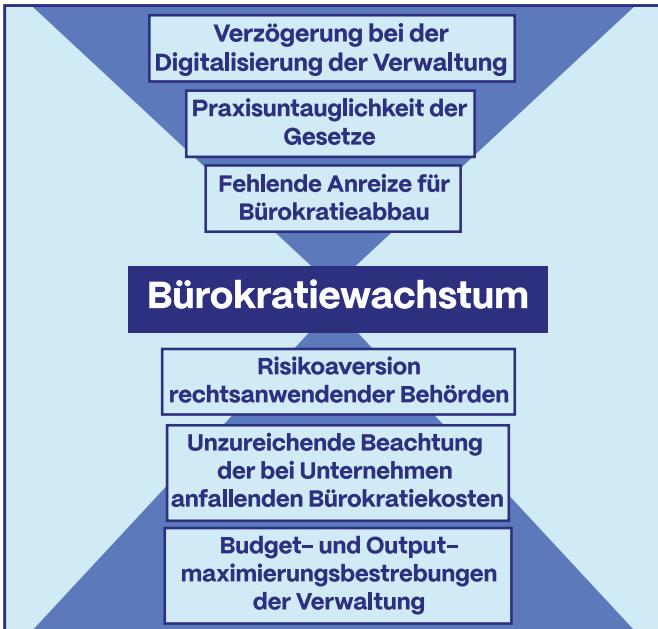 Verzögerung bei der
Digitalisierung der Verwaltung
Praxisuntauglichkeit der
Gesetze
Fehlende Anreize für
Bürokratieabbau
Bürokratiewachstum
Risikoaversion
rechtsanwendender Behörden
Unzureichende Beachtung
der bei Unternehmen
anfallenden Bürokratiekosten
Budget– und Output–
maximierungsbestrebungen
der Verwaltung